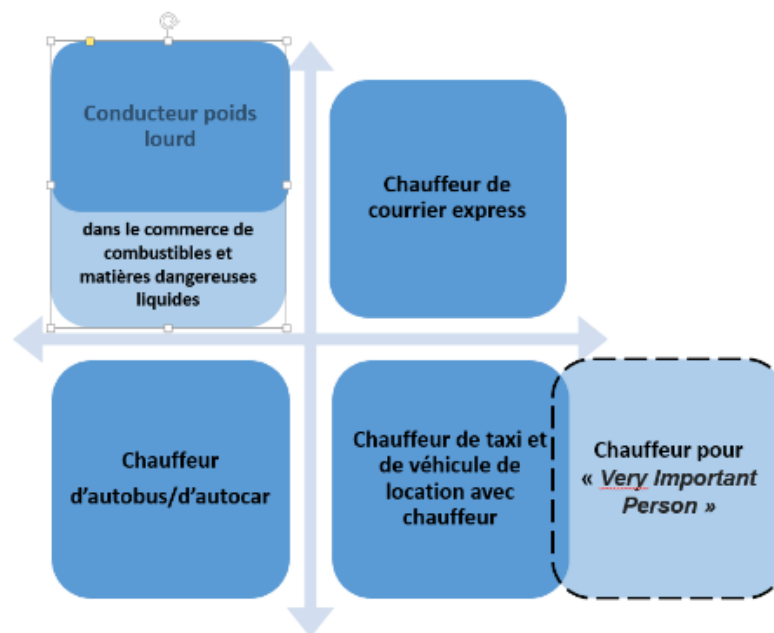 Conducteur poids
lourd
dans le commerce de
combustibles et
matières dangereuses
liquides
Chauffeur de
courrier express
Chauffeur
d'autobus/d'autocar
Chauffeur de taxi et
de véhicule de
location avec
chauffeur
Chauffeur pour
« Very Important
Person »